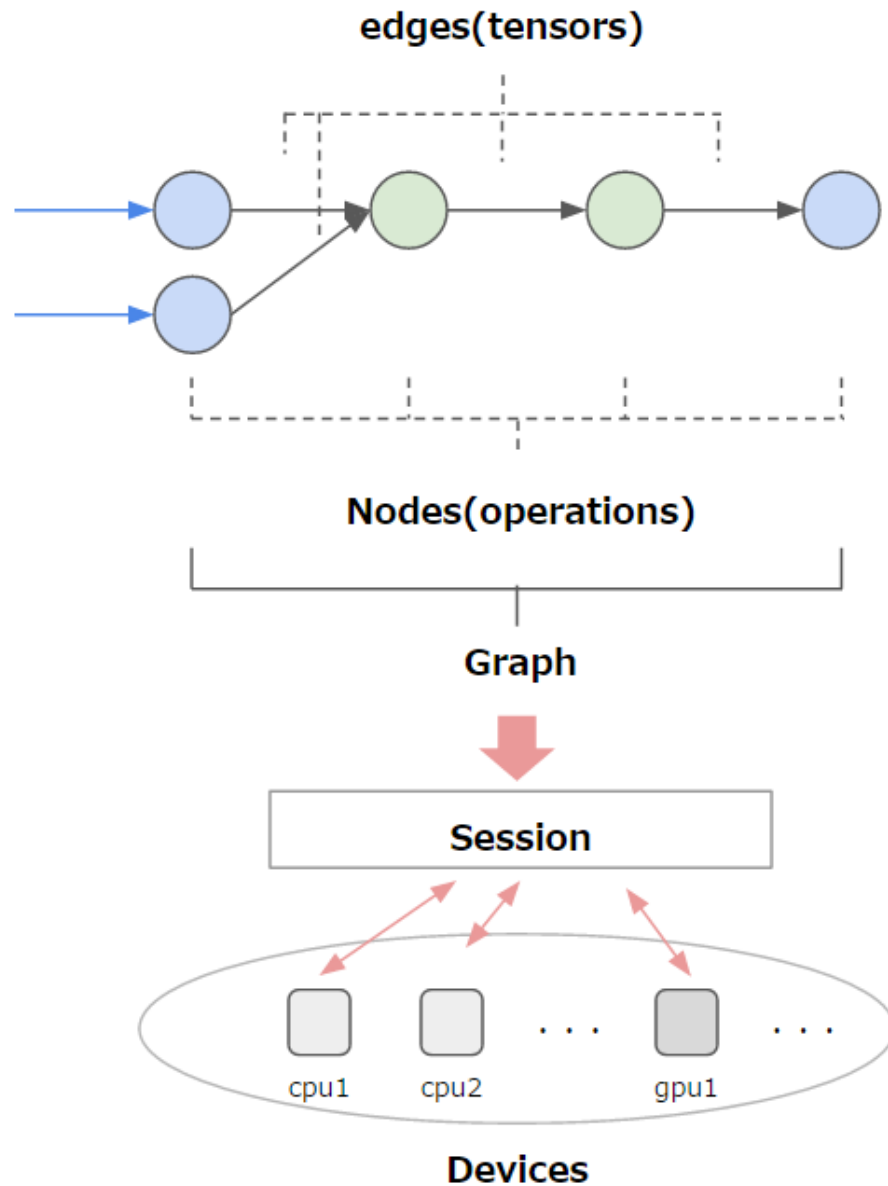 edges(tensors)
Nodes(operations)
Graph
Session
. . .
. . .
cpu1
cpu2
gpu1
Devices